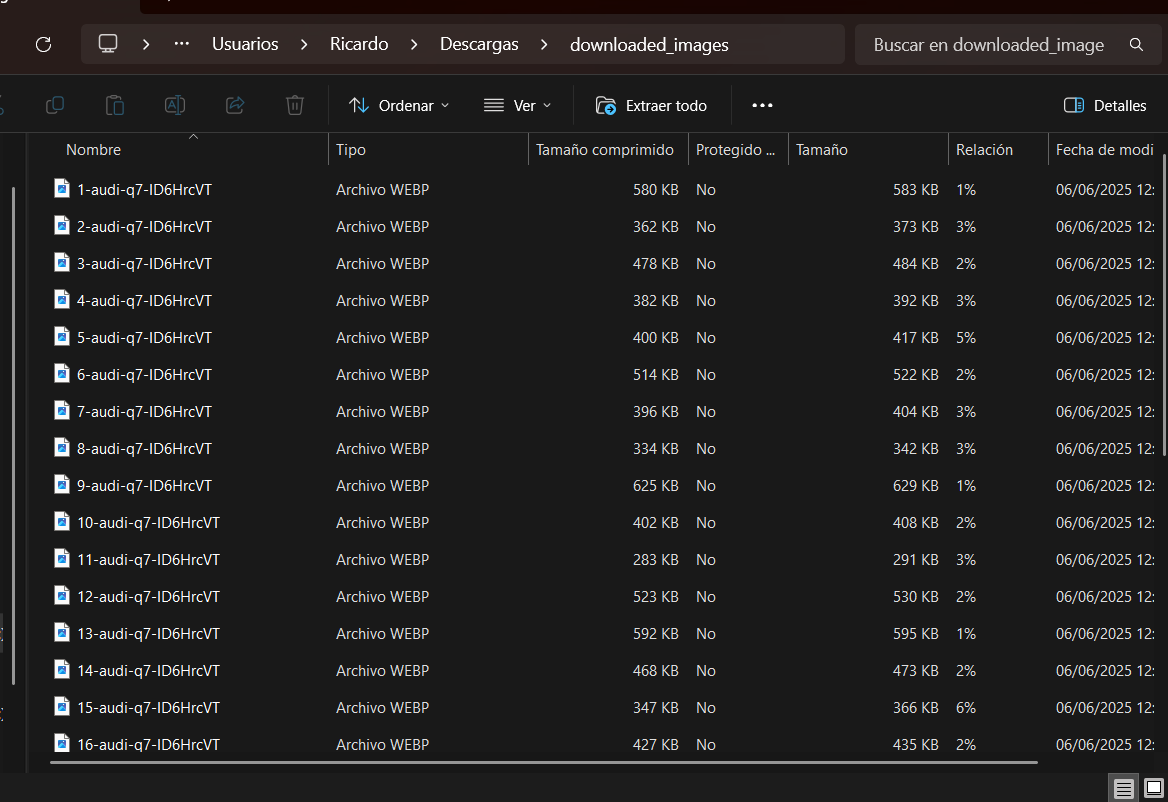 Usuarios Ricardo Descargas downloaded_images Buscar en downloaded_image
Ordenar Ver Extraer todo Detalles
Nombre Tipo Tamaño comprimido Protegido ... Tamaño Relación Fecha de modi
1-audi-q7-ID6HrcVT Archivo WEBP 580 KB No 583 KB 1% 06/06/2025 12:
2-audi-q7-ID6HrcVT Archivo WEBP 362 KB No 373 KB 3% 06/06/2025 12:
3-audi-q7-ID6HrcVT Archivo WEBP 478 KB No 484 KB 2% 06/06/2025 12:
4-audi-q7-ID6HrcVT Archivo WEBP 382 KB No 392 KB 3% 06/06/2025 12:
5-audi-q7-ID6HrcVT Archivo WEBP 400 KB No 417 KB 5% 06/06/2025 12:
6-audi-q7-ID6HrcVT Archivo WEBP 514 KB No 522 KB 2% 06/06/2025 12:
7-audi-q7-ID6HrcVT Archivo WEBP 396 KB No 404 KB 3% 06/06/2025 12:
8-audi-q7-ID6HrcVT Archivo WEBP 334 KB No 342 KB 3% 06/06/2025 12:
9-audi-q7-ID6HrcVT Archivo WEBP 625 KB No 629 KB 1% 06/06/2025 12:
10-audi-q7-ID6HrcVT Archivo WEBP 402 KB No 408 KB 2% 06/06/2025 12:
11-audi-q7-ID6HrcVT Archivo WEBP 283 KB No 291 KB 3% 06/06/2025 12:
12-audi-q7-ID6HrcVT Archivo WEBP 523 KB No 530 KB 2% 06/06/2025 12:
13-audi-q7-ID6HrcVT Archivo WEBP 592 KB No 595 KB 1% 06/06/2025 12:
14-audi-q7-ID6HrcVT Archivo WEBP 468 KB No 473 KB 2% 06/06/2025 12:
15-audi-q7-ID6HrcVT Archivo WEBP 347 KB No 366 KB 6% 06/06/2025 12:
16-audi-q7-ID6HrcVT Archivo WEBP 427 KB No 435 KB 2% 06/06/2025 12: